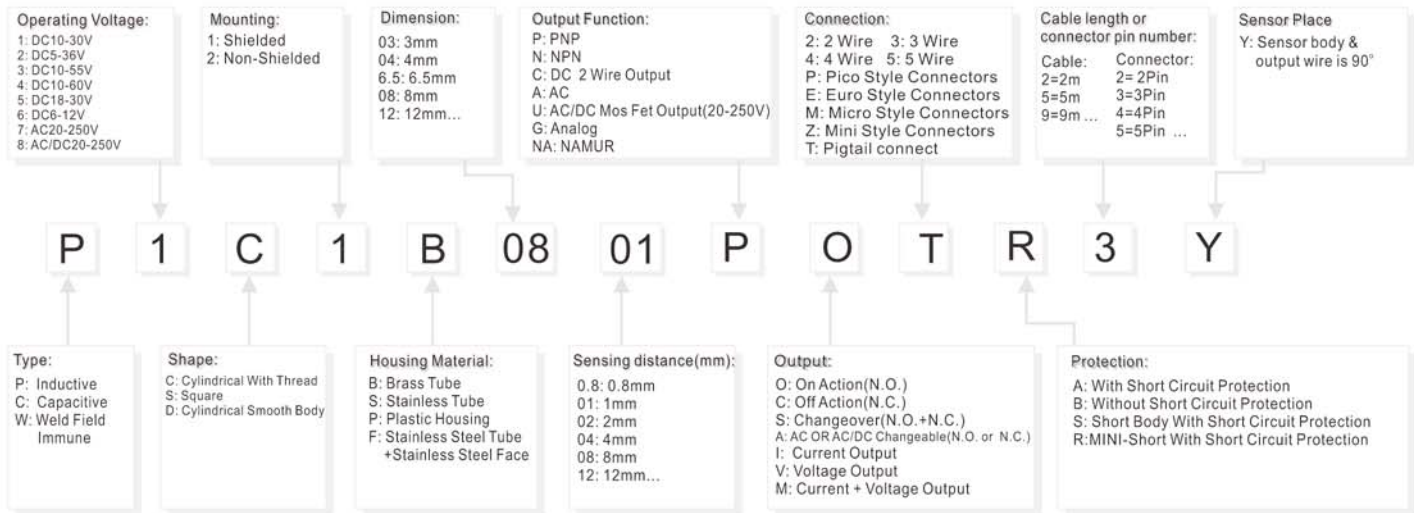 Operating Voltage:
1: DC10-30V
2: DC5-36V
3: DC10-55V
4: DC10-60V
5: DC18-30V
6: DC6-12V
7: AC20-250V
8: AC/DC20-250V
Mounting:
1: Shielded
2: Non-Shielded
Dimension:
03: 3mm
04: 4mm
6.5: 6.5mm
08: 8mm
12: 12mm...
Output Function:
P: PNP
N: NPN
C: DC 2 Wire Output
A: AC
U: AC/DC Mos Fet Output(20-250V)
G: Analog
NA: NAMUR
Connection:
2: 2 Wire 3: 3 Wire
4: 4 Wire 5: 5 Wire
P: Pico Style Connectors
E: Euro Style Connectors
M: Micro Style Connectors
Z: Mini Style Connectors
T: Pigtail connect
Cable length or
connector pin number:
Cable: Connector:
2=2m 2= 2Pin
5=5m 3=3Pin
9=9m ... 4=4Pin
5=5Pin ...
Sensor Place
Y: Sensor body &
output wire is 90°
P 1 C 1 B 08 01 P O T R 3 Y
Type:
P: Inductive
C: Capacitive
W: Weld Field
Immune
Shape:
C: Cylindrical With Thread
S: Square
D: Cylindrical Smooth Body
Housing Material:
B: Brass Tube
S: Stainless Tube
P: Plastic Housing
F: Stainless Steel Tube
+Stainless Steel Face
Sensing distance(mm):
0.8: 0.8mm
01: 1mm
02: 2mm
04: 4mm
08: 8mm
12: 12mm...
Output:
O: On Action(N.O.)
C: Off Action(N.C.)
S: Changeover(N.O.+N.C.)
A: AC OR AC/DC Changeable(N.O. or N.C.)
I: Current Output
V: Voltage Output
M: Current + Voltage Output
Protection:
A: With Short Circuit Protection
B: Without Short Circuit Protection
S: Short Body With Short Circuit Protection
R:MINI-Short With Short Circuit Protection